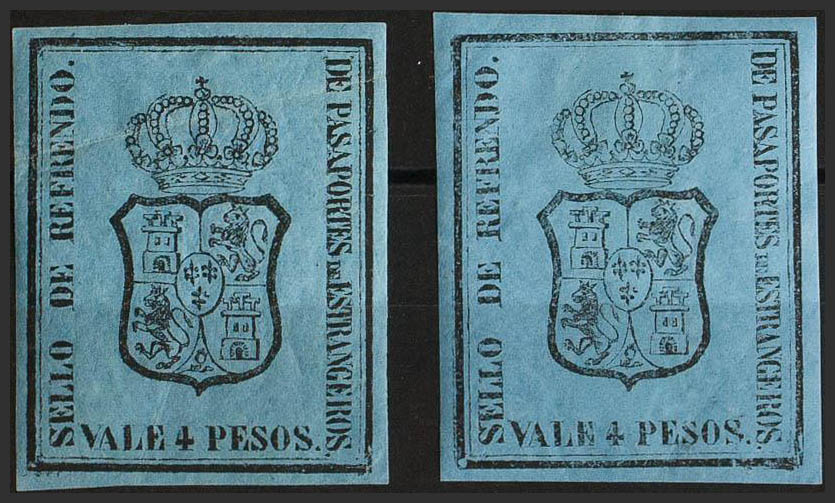 SELLO DE REFRENDO.
DE PASAPORTES DE ESTRANGEROS
VALE 4 PESOS.
SELLO DE REFRENDO.
DE PASAPORTES DE ESTRANGEROS
VALE 4 PESOS.